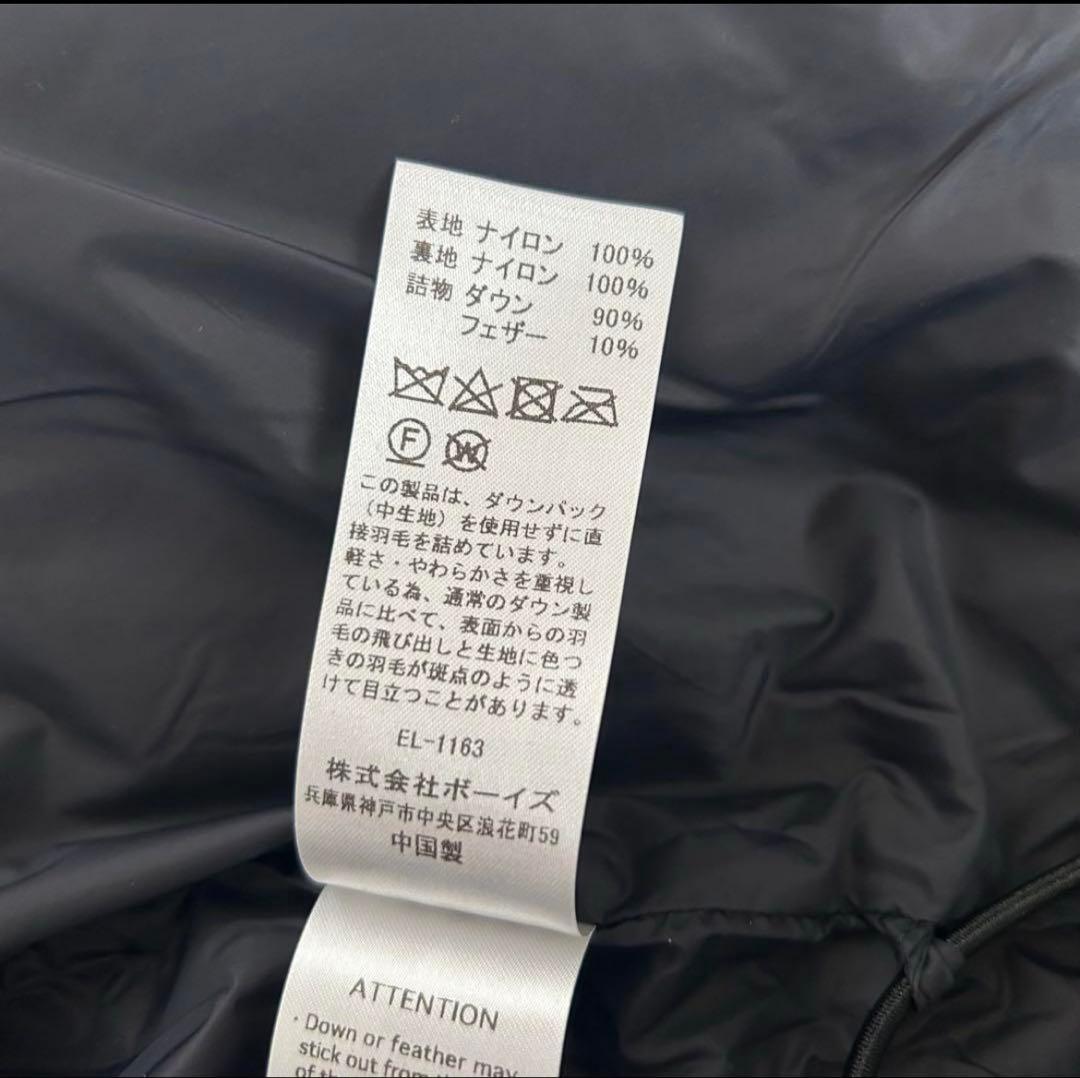 表地 ナイロン 100%
裏地 ナイロン 100%
詰物 ダウン 90%
フェザー 10%
F W
この製品は、ダウンパック
（中生地）を使用せずに直
接羽毛を詰めています。
軽さ・やわらかさを重視し
ている為、通常のダウン製
品に比べて、表面からの羽
毛の飛び出しと生地に色つ
きの羽毛が斑点のように透
けて目立つことがあります。
EL-1163
株式会社ボーイズ
兵庫県神戸市中央区浪花町59
中国製
ATTENTION
・Down or feather may
stick out from the
of the